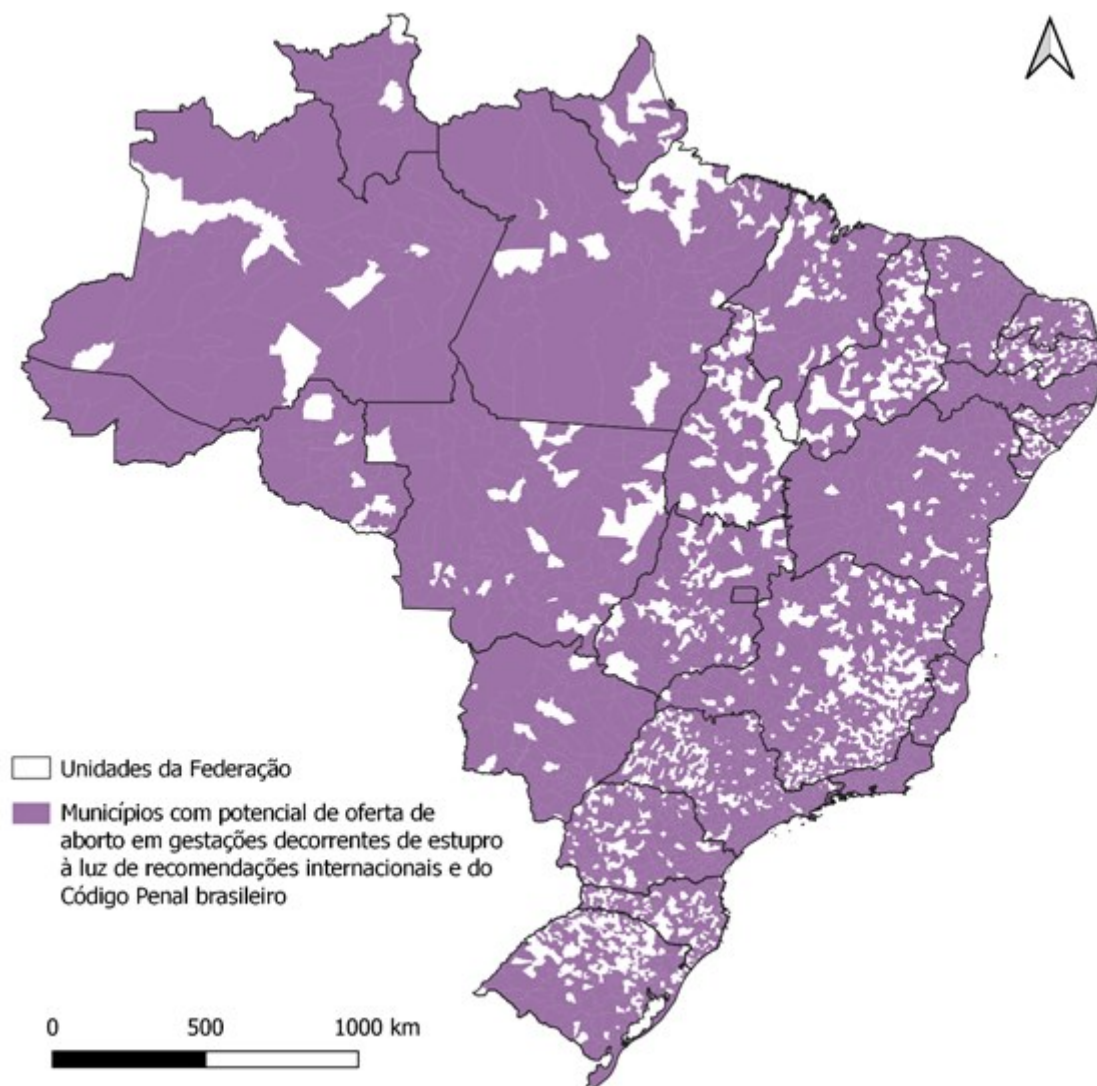 Unidades da Federação
Municípios com potencial de oferta de
aborto em gestações decorrentes de estupro
à luz de recomendações internacionais e do
Código Penal brasileiro
0 500 1000 km